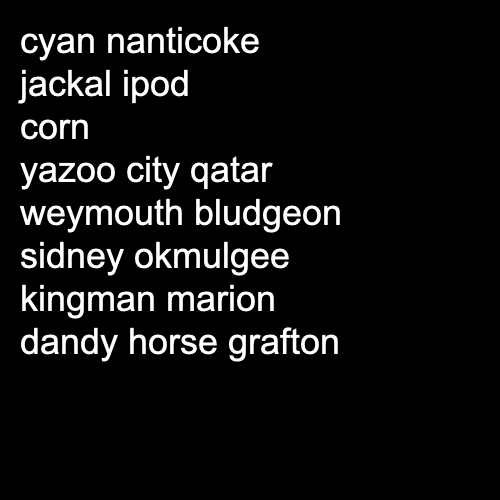 cyan nanticoke
jackal ipod
corn
yazoo city qatar
weymouth bludgeon
sidney okmulgee
kingman marion
dandy horse grafton